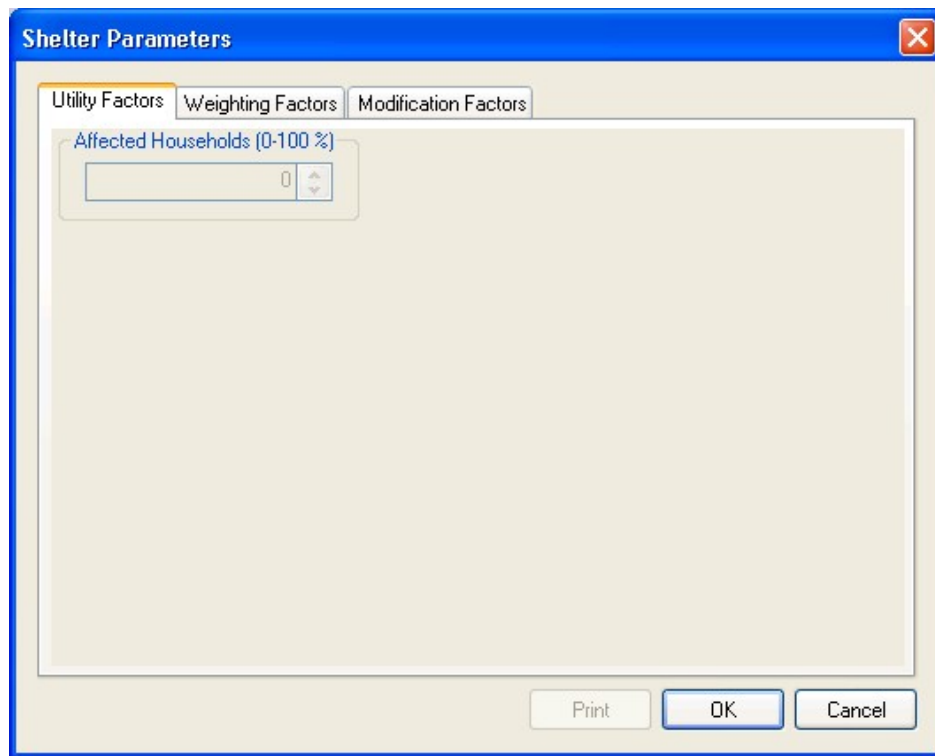 Shelter Parameters
Utility Factors Weighting Factors Modification Factors
Affected Households (0-100 %)
0
Print OK Cancel